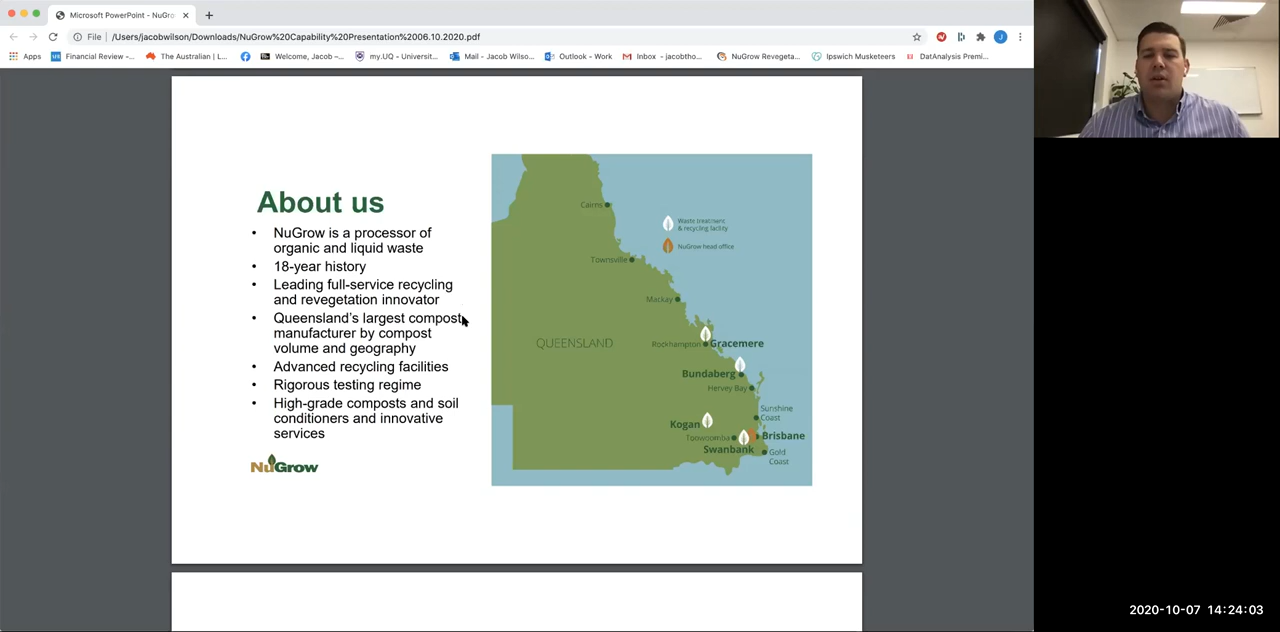 Microsoft PowerPoint - NuGro
File
/Users/jacobwilson/Downloads/NuGrow%20Capability%20Presentation%2006.10.2020.pdf
Apps
Financial Review –...
The Australian | L...
Welcome, Jacob –...
my.UQ - Universit...
Mail - Jacob Wilso...
Outlook - Work
Inbox - jacobtho...
NuGrow Revegeta...
Ipswich Musketeers
DatAnalysis Premi...
J
About us
• NuGrow is a processor of
organic and liquid waste
• 18-year history
• Leading full-service recycling
and revegetation innovator
• Queensland's largest compost
manufacturer by compost
volume and geography
• Advanced recycling facilities
• Rigorous testing regime
• High-grade composts and soil
conditioners and innovative
services
NuGrow
Cairns
Waste treatment
& recycling facility
NuGrow head office
Townsville
Mackay
QUEENSLAND
Rockhampton
Gracemere
Bundaberg
Hervey Bay
Sunshine
Coast
Kogan
Toowoomba
Brisbane
Swanbank
Gold
Coast
2020-10-07 14:24:03